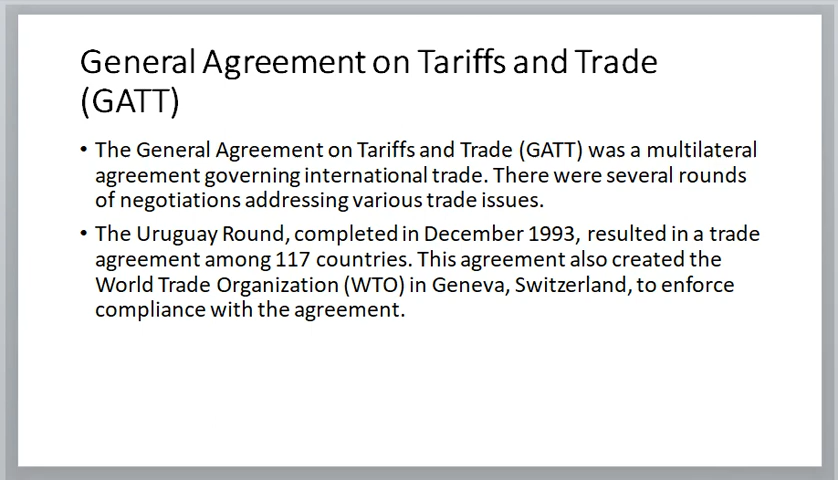 General Agreement on Tariffs and Trade
(GATT)
• The General Agreement on Tariffs and Trade (GATT) was a multilateral
agreement governing international trade. There were several rounds
of negotiations addressing various trade issues.
• The Uruguay Round, completed in December 1993, resulted in a trade
agreement among 117 countries. This agreement also created the
World Trade Organization (WTO) in Geneva, Switzerland, to enforce
compliance with the agreement.